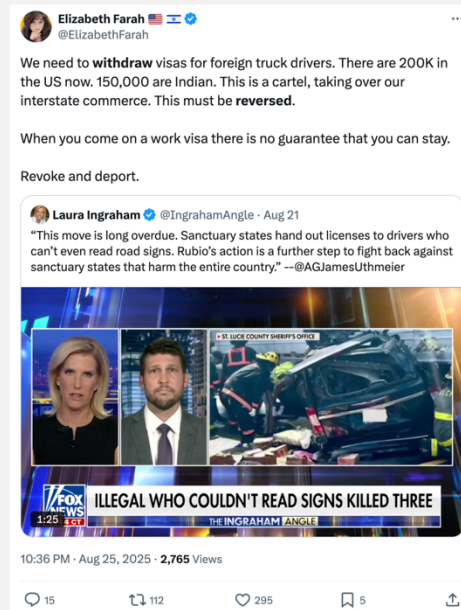 Elizabeth Farah
@ElizabethFarah
We need to withdraw visas for foreign truck drivers. There are 200K in
the US now. 150,000 are Indian. This is a cartel, taking over our
interstate commerce. This must be reversed.
When you come on a work visa there is no guarantee that you can stay.
Revoke and deport.
Laura Ingraham @IngrahamAngle · Aug 21
“This move is long overdue. Sanctuary states hand out licenses to drivers who
can’t even read road signs. Rubio’s action is a further step to fight back against
sanctuary states that harm the entire country.” --@AGJamesUthmeier
ST. LUCIE COUNTY SHERIFF'S OFFICE
FOX
NEWS
1:25
4 CT
ILLEGAL WHO COULDN'T READ SIGNS KILLED THREE
THE INGRAHAM ANGLE
10:36 PM · Aug 25, 2025 · 2,765 Views
15
112
295
5